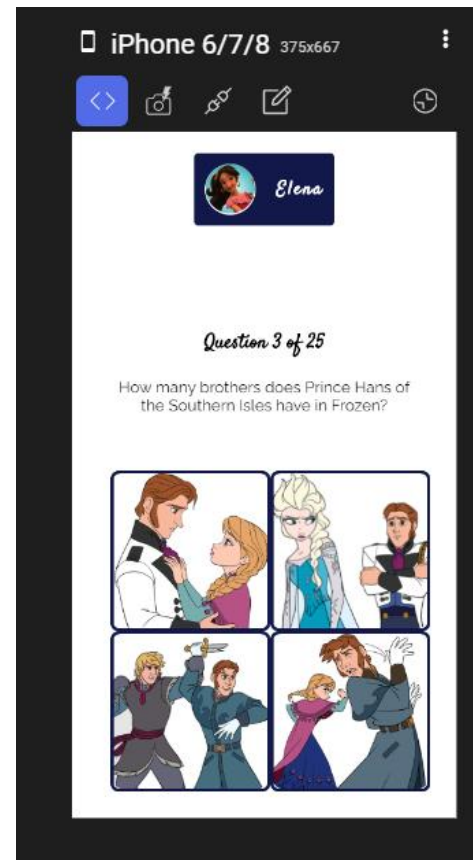 iPhone 6/7/8 375x667
Elena
Question 3 of 25
How many brothers does Prince Hans of
the Southern Isles have in Frozen?